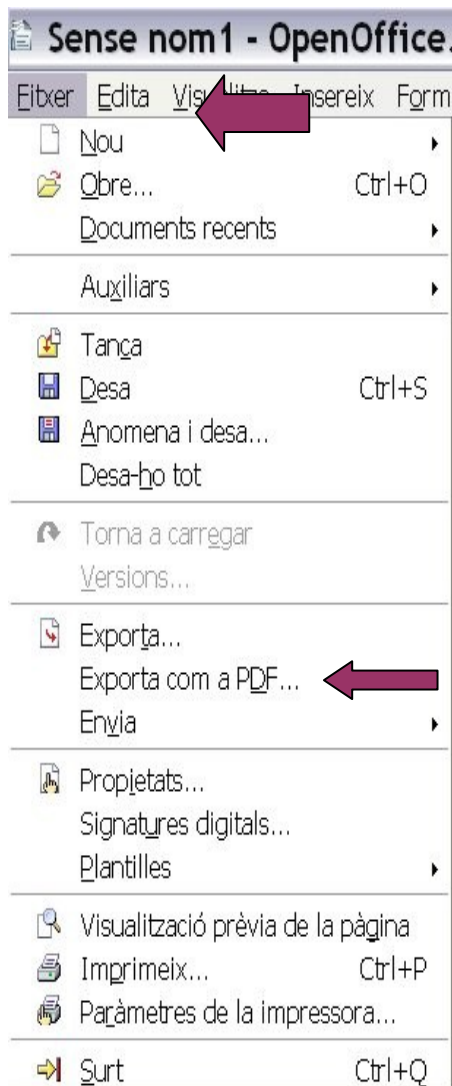 Sense nom1 - OpenOffice.
Fitxer Edita Insereix Form
Nou
Obre... Ctrl+O
Documents recents
Auxiliars
Tanca
Desa Ctrl+S
Anomena i desa...
Desa-ho tot
Torna a carregar
Versions...
Exporta...
Exporta com a PDF...
Envia
Propietats...
Signatures digitals...
Plantilles
Visualització prèvia de la pàgina
Imprimeix... Ctrl+P
Paràmetres de la impressora...
Surt Ctrl+Q